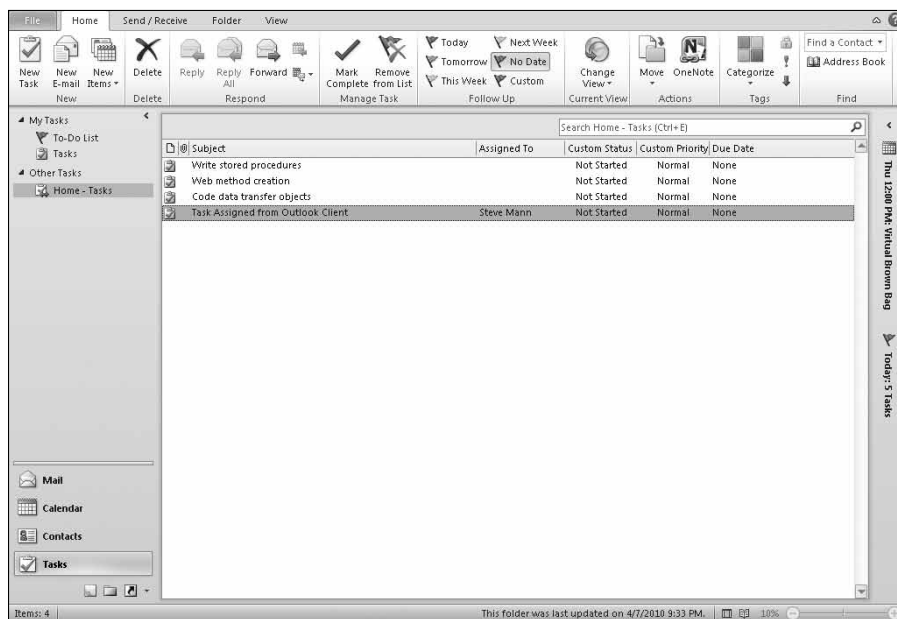 File Home Send / Receive Folder View
New Task
New E-mail
New Items
New
Delete
Delete
Reply
Reply All
Forward
Respond
Mark Complete
Remove from List
Manage Task
Today
Tomorrow
This Week
Next Week
No Date
Custom
Follow Up
Change View
Current View
Move
OneNote
Actions
Categorize
Tags
Find a Contact
Address Book
Find
My Tasks
To-Do List
Tasks
Other Tasks
Home - Tasks
Search Home - Tasks (Ctrl+E)
Subject Assigned To Custom Status Custom Priority Due Date
Write stored procedures Not Started Normal None
Web method creation Not Started Normal None
Code data transfer objects Not Started Normal None
Task Assigned from Outlook Client Steve Mann Not Started Normal None
Thu 12:00 PM: Virtual Brown Bag
Today: 5 Tasks
Mail
Calendar
Contacts
Tasks
Items: 4
This folder was last updated on 4/7/2010 9:33 PM.
10%